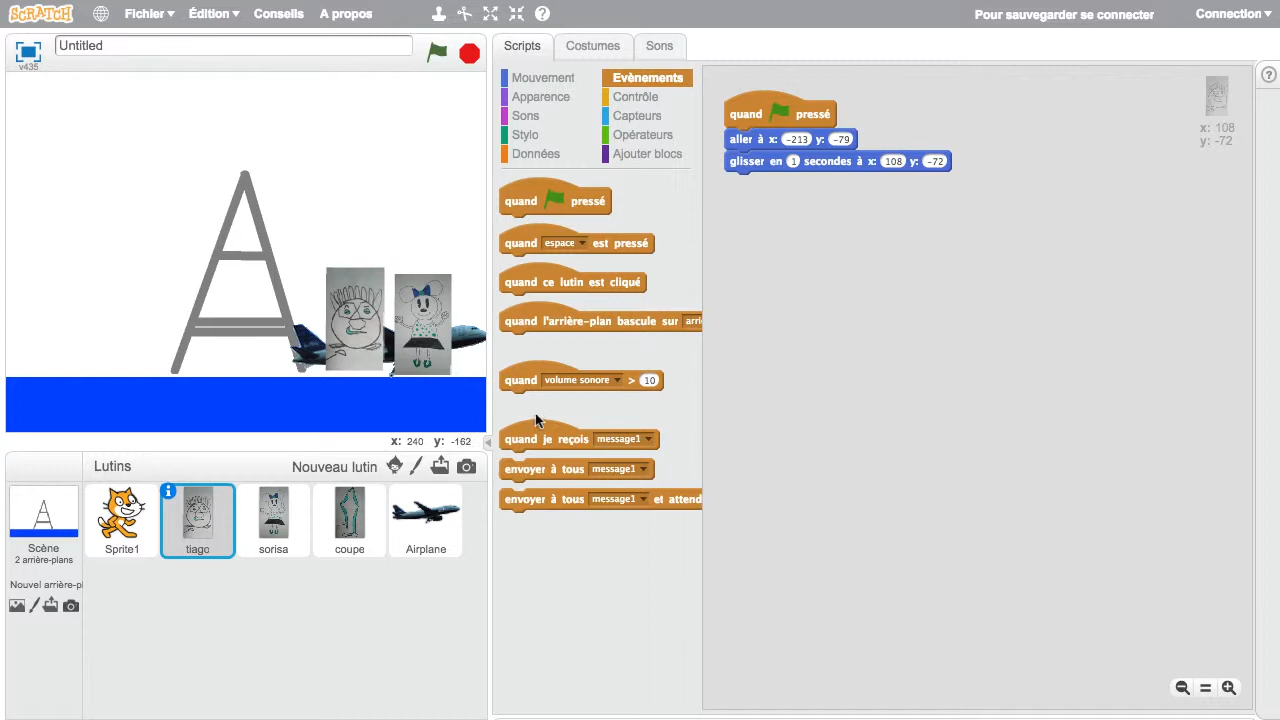 SCRATCH Fichier Édition Conseils A propos Pour sauvegarder se connecter Connection
v435 Untitled
Scripts Costumes Sons
Mouvement Evènements
Apparence Contrôle
Sons Capteurs
Stylo Opérateurs
Données Ajouter blocs
quand pressé
quand espace est pressé
quand ce lutin est cliqué
quand l'arrière-plan bascule sur arri
quand volume sonore > 10
quand je reçois message1
envoyer à tous message1
envoyer à tous message1 et attend
quand pressé
aller à x: -213 y: -79
glisser en 1 secondes à x: 108 y: -72
x: 108
y: -72
x: 240 y: -162
Lutins Nouveau lutin
Scène
2 arrière-plans
Nouvel arrière-pl
Sprite1 tiago sorisa coupe Airplane